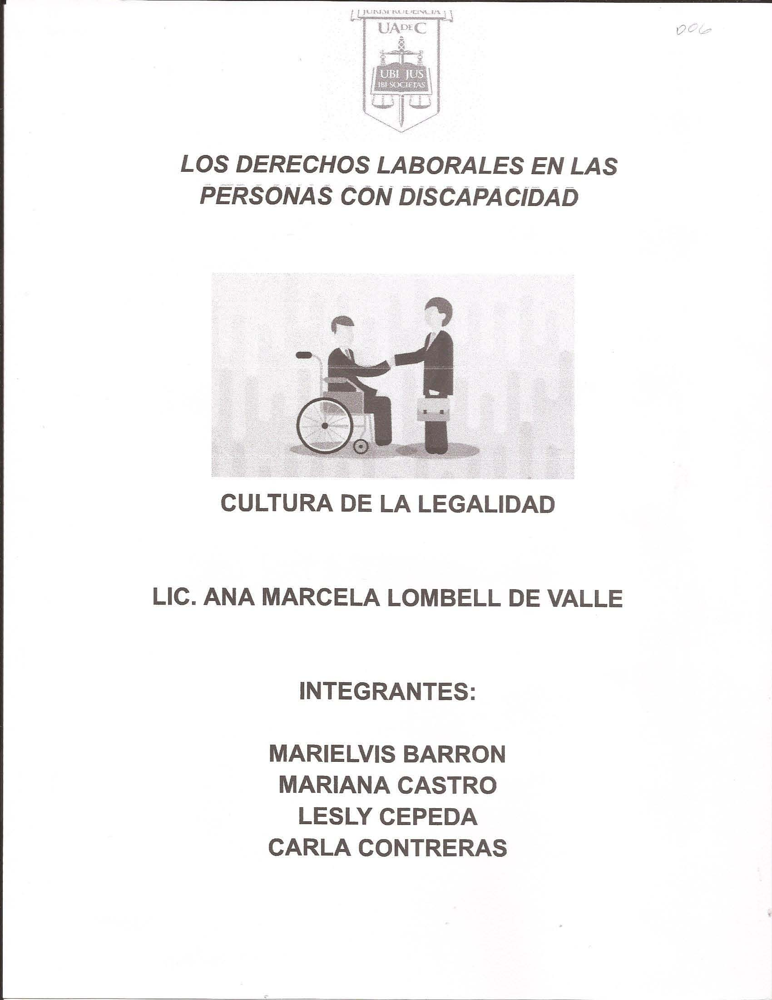 JURISPRUDENCIA
006
UADEC
UBI JUS
IBI SOCIETAS
LOS DERECHOS LABORALES EN LAS
PERSONAS CON DISCAPACIDAD
CULTURA DE LA LEGALIDAD
LIC. ANA MARCELA LOMBELL DE VALLE
INTEGRANTES:
MARIELVIS BARRON
MARIANA CASTRO
LESLY CEPEDA
CARLA CONTRERAS